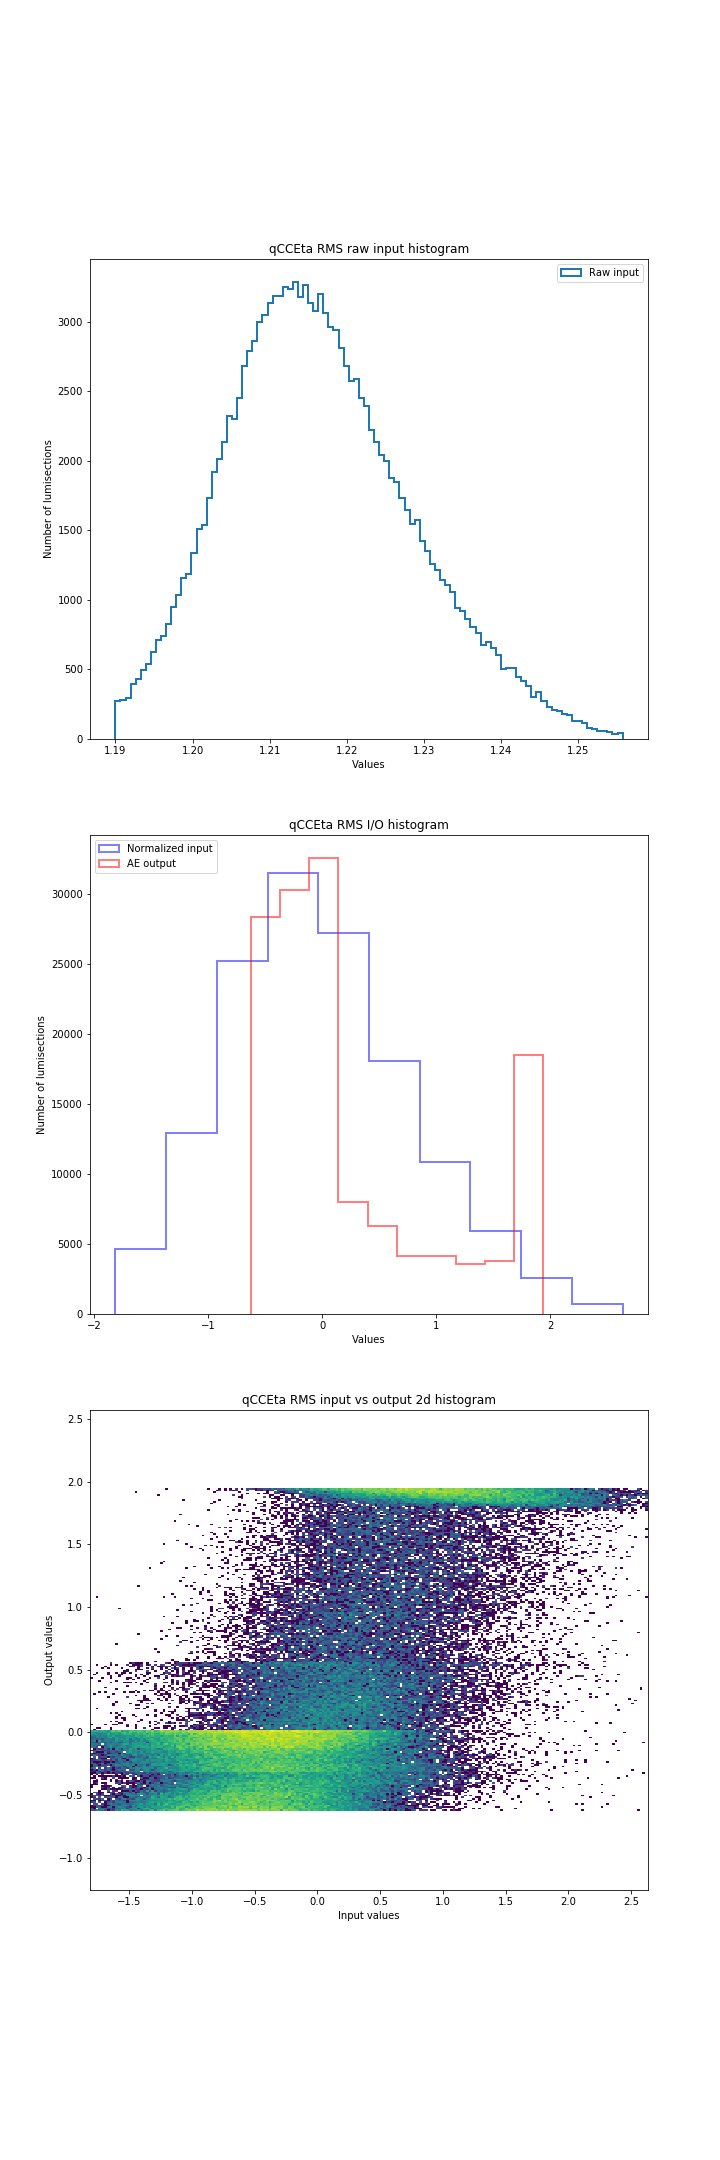 qCCEta RMS raw input histogram
Raw input
Number of lumisections
3000
2500
2000
1500
1000
500
0
1.19 1.20 1.21 1.22 1.23 1.24 1.25
Values
qCCEta RMS I/O histogram
Normalized input
AE output
Number of lumisections
30000
25000
20000
15000
10000
5000
0
−2 −1 0 1 2
Values
qCCEta RMS input vs output 2d histogram
Output values
2.5
2.0
1.5
1.0
0.5
0.0
−0.5
−1.0
−1.5 −1.0 −0.5 0.0 0.5 1.0 1.5 2.0 2.5
Input values